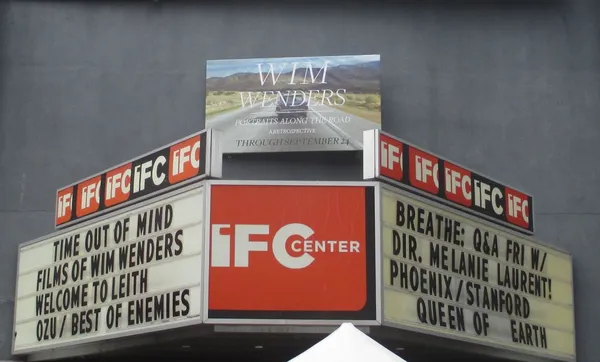 WIM
WENDERS
PORTRAITS ALONG THE ROAD
A RETROSPECTIVE
THROUGH SEPTEMBER 24
IFC IFC IFC IFC IFC
TIME OUT OF MIND
FILMS OF WIM WENDERS
WELCOME TO LEITH
OZU / BEST OF ENEMIES
IFC CENTER
IFC IFC IFC IFC IFC
BREATHE: Q&A FRI W/
DIR. MELANIE LAURENT!
PHOENIX / STANFORD
QUEEN OF EARTH